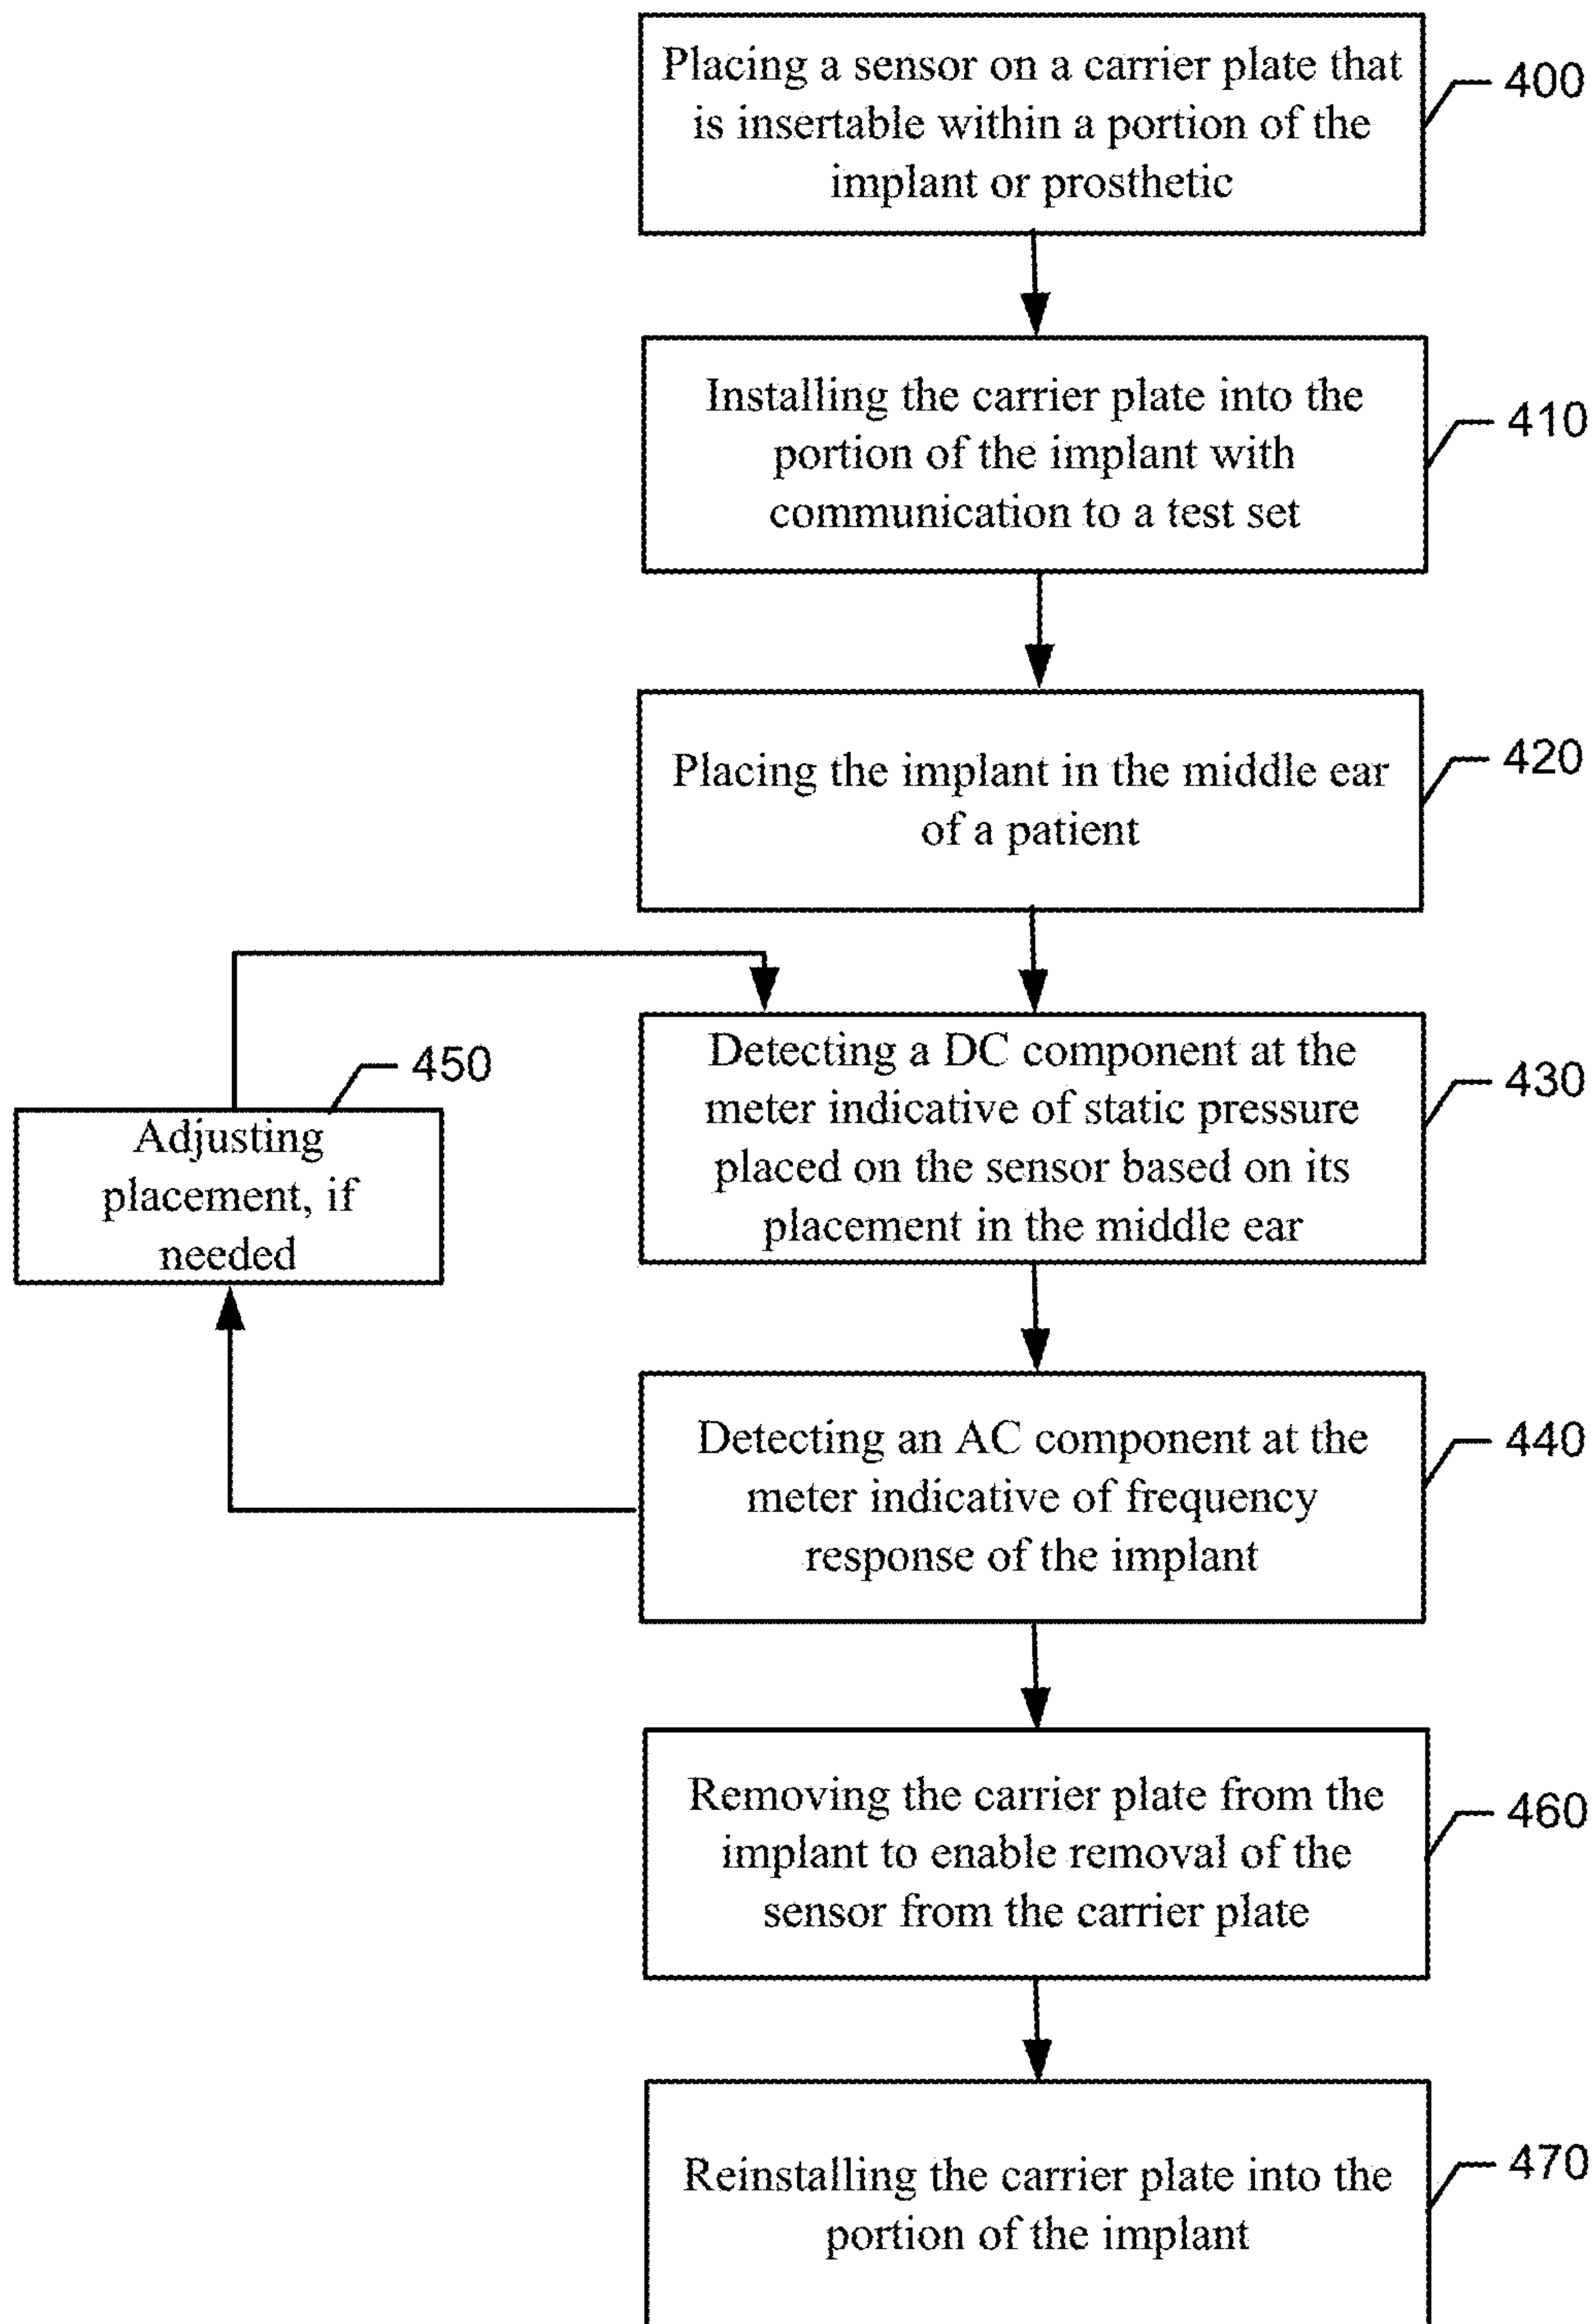 Placing a sensor on a carrier plate that
is insertable within a portion of the
implant or prosthetic
400
Installing the carrier plate into the
portion of the implant with
communication to a test set
410
Placing the implant in the middle ear
of a patient
420
Detecting a DC component at the
meter indicative of static pressure
placed on the sensor based on its
placement in the middle ear
430
450
Adjusting
placement, if
needed
Detecting an AC component at the
meter indicative of frequency
response of the implant
440
Removing the carrier plate from the
implant to enable removal of the
sensor from the carrier plate
460
Reinstalling the carrier plate into the
portion of the implant
470